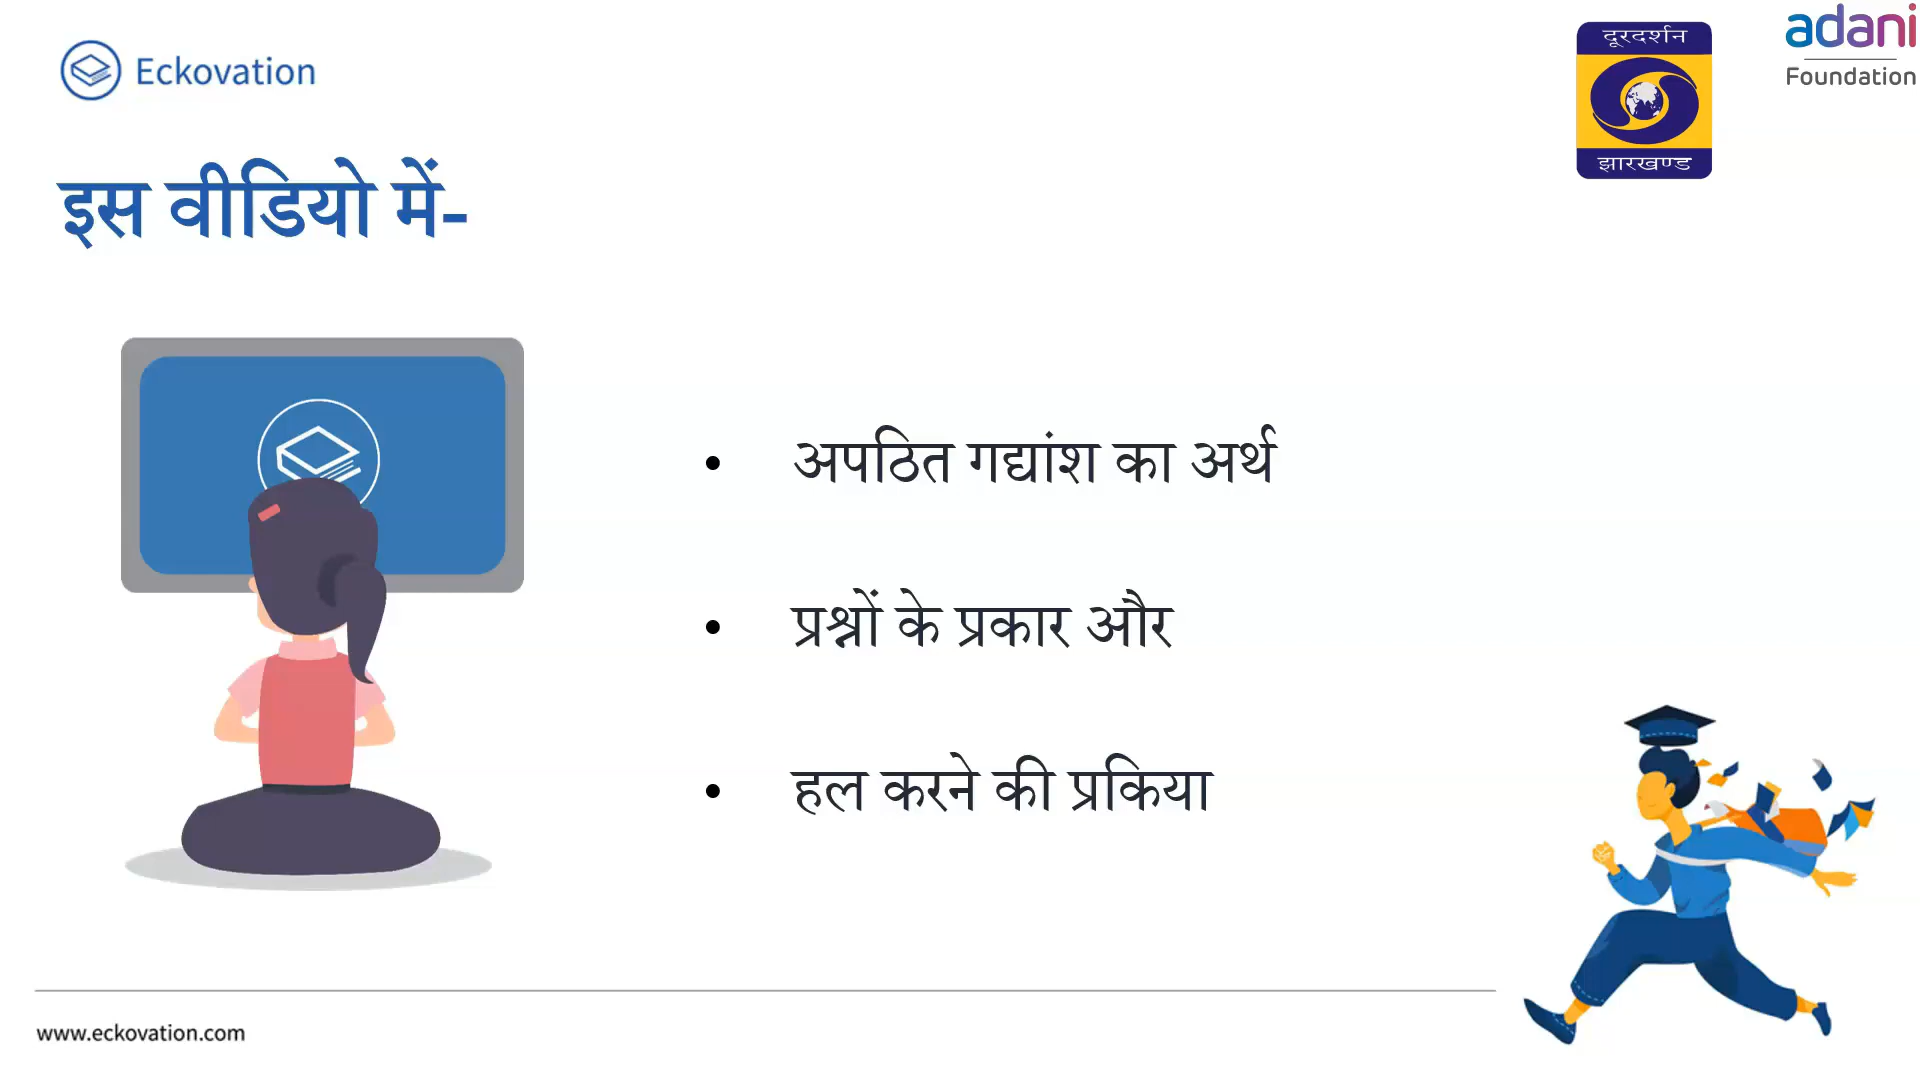 Eckovation
दूरदर्शन
झारखण्ड
adani
Foundation
इस वीडियो में-
• अपठित गद्यांश का अर्थ
• प्रश्नों के प्रकार और
• हल करने की प्रकिया
www.eckovation.com